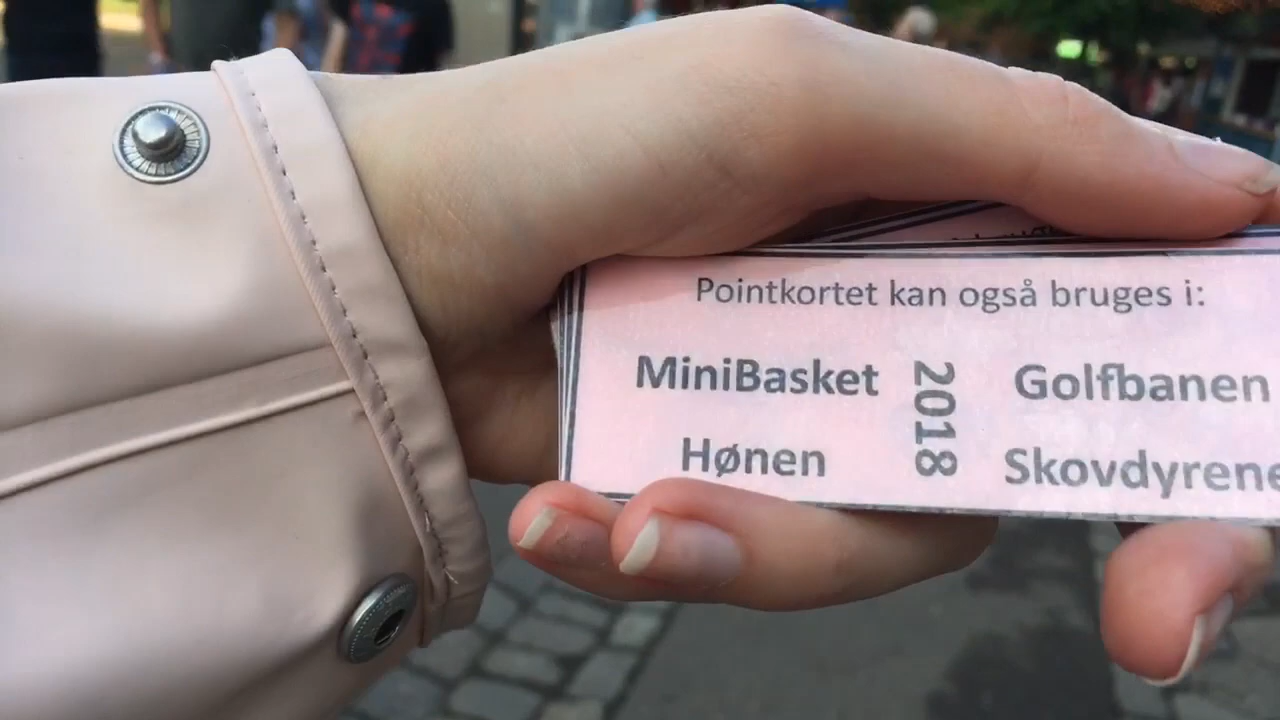 Pointkortet kan også bruges i:
MiniBasket
Hønen
2018
Golfbanen
Skovdyrene